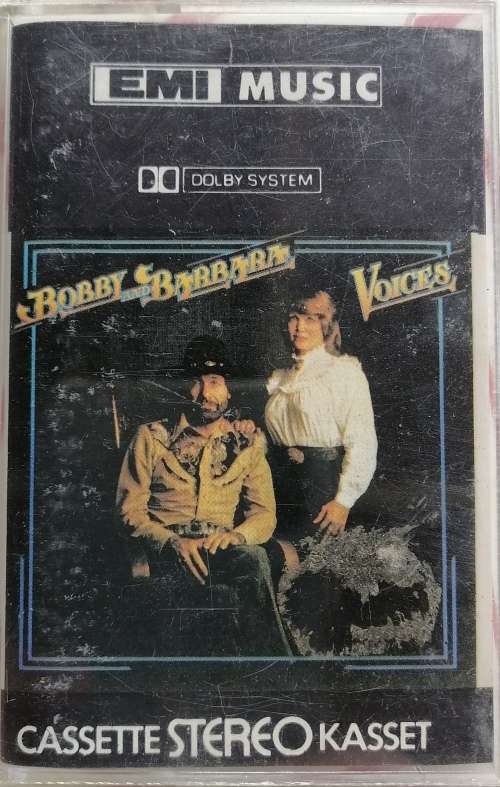 EMI MUSIC
DOLBY SYSTEM
BOBBY AND BARBARA VOICES
CASSETTE STEREO KASSET